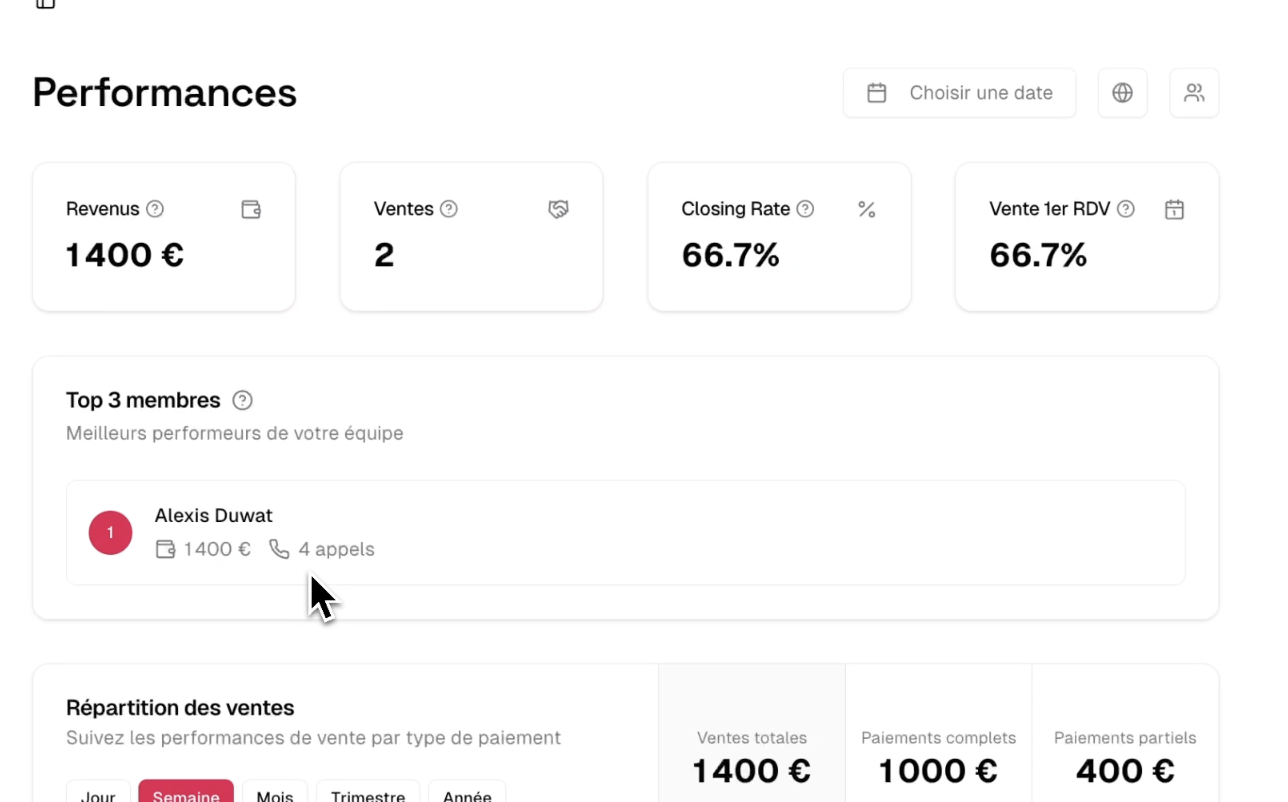 Performances
Choisir une date
Revenus
1400 €
Ventes
2
Closing Rate
66.7%
Vente 1er RDV
66.7%
Top 3 membres
Meilleurs performeurs de votre équipe
1
Alexis Duwat
1400 €
4 appels
Répartition des ventes
Suivez les performances de vente par type de paiement
Jour
Semaine
Mois
Trimestre
Année
Ventes totales
1400 €
Paiements complets
1000 €
Paiements partiels
400 €